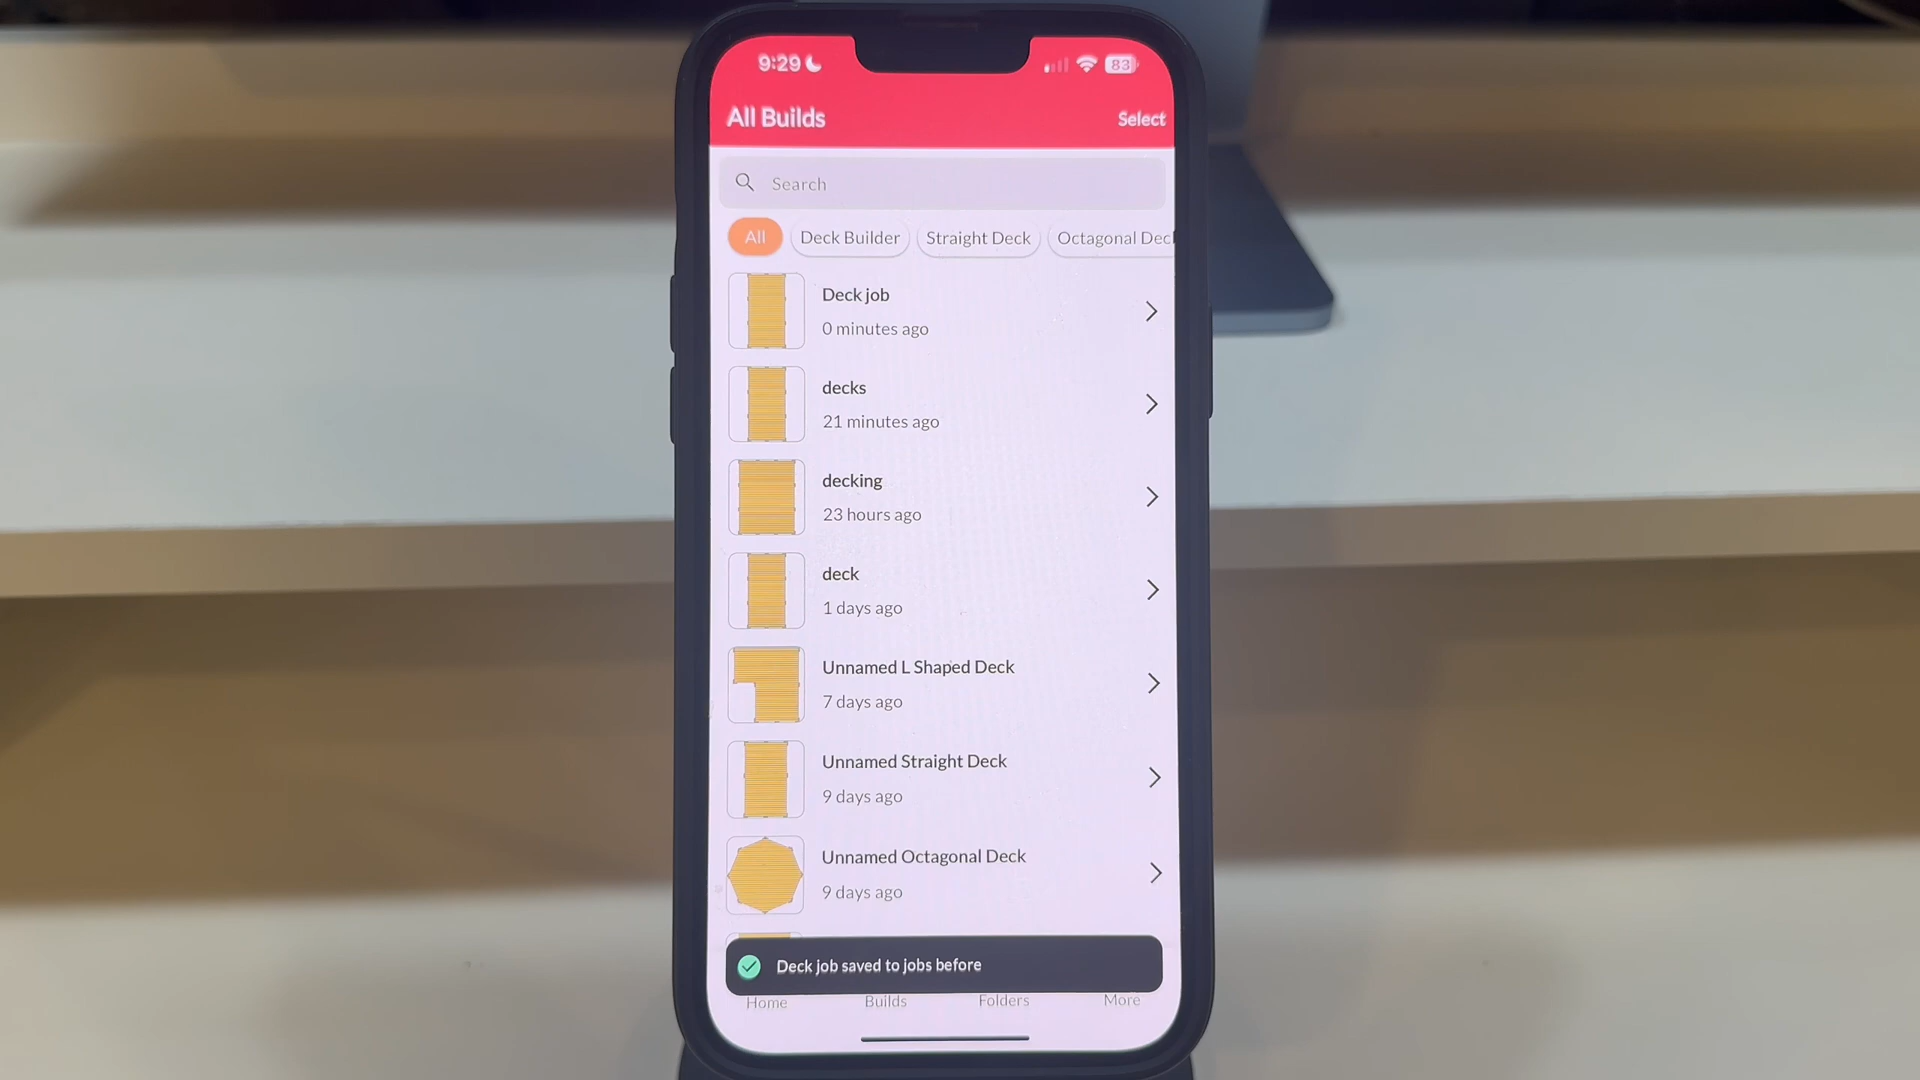 9:29
83
All Builds
Select
Search
All
Deck Builder
Straight Deck
Octagonal Dec
Deck job
0 minutes ago
decks
21 minutes ago
decking
23 hours ago
deck
1 days ago
Unnamed L Shaped Deck
7 days ago
Unnamed Straight Deck
9 days ago
Unnamed Octagonal Deck
9 days ago
Deck job saved to jobs before
Home
Builds
Folders
More